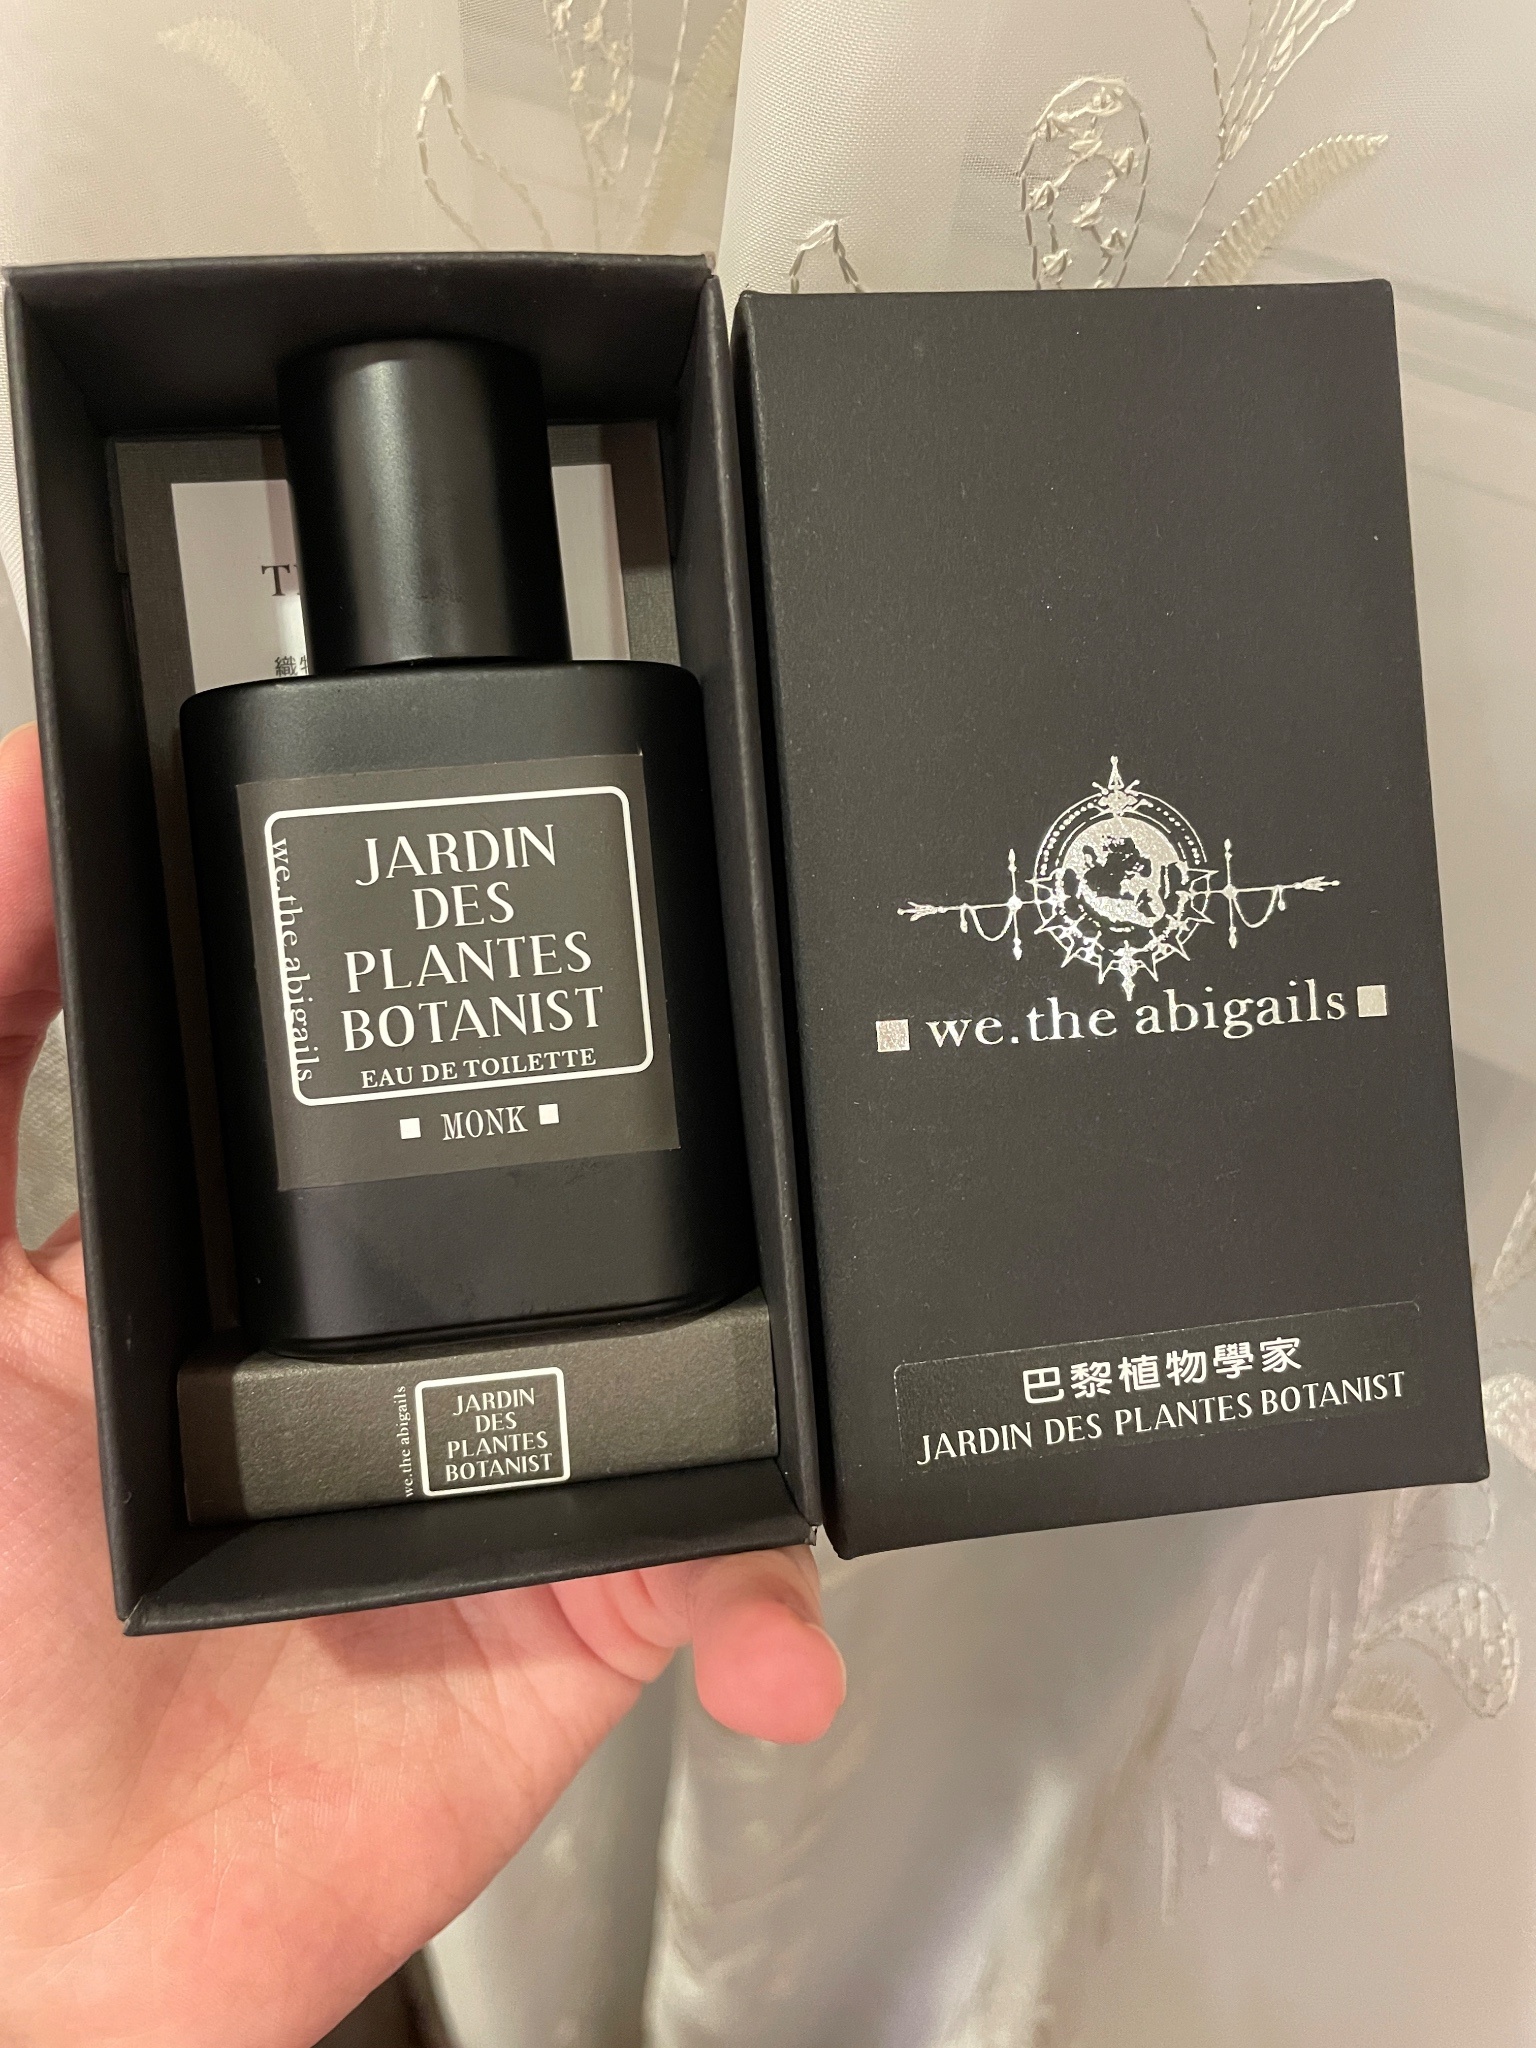 we.the abigails
JARDIN
DES
PLANTES
BOTANIST
EAU DE TOILETTE
MONK
we.the abigails
JARDIN
DES
PLANTES
BOTANIST
we.the abigails
巴黎植物學家
JARDIN DES PLANTES BOTANIST